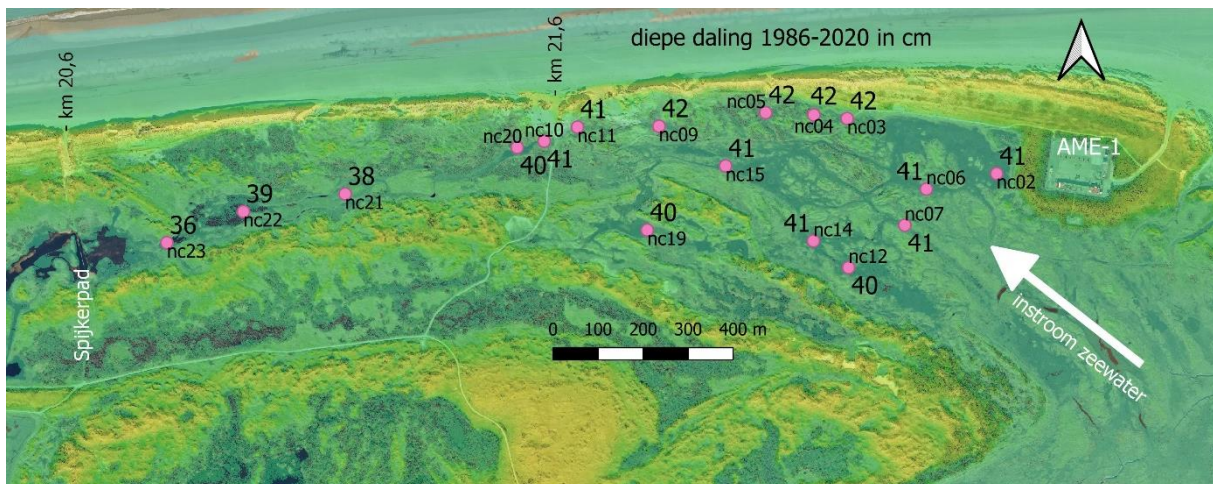 diepe daling 1986-2020 in cm
- km 20,6
- km 21,6
41
nc11
42
nc09
nc05
42
42
nc04
42
nc03
AME-1
nc20
40
nc10
41
41
nc15
41
nc06
41
nc02
36
nc23
39
nc22
38
nc21
40
nc19
41
nc14
nc07
41
nc12
40
Spijkerpad
0 100 200 300 400 m
instroom zeewater